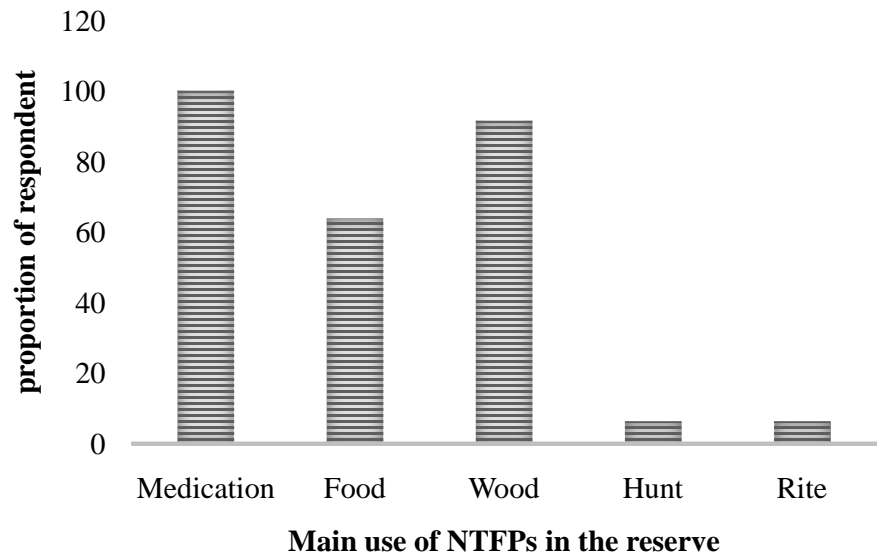 120
100
80
60
40
20
0
proportion of respondent
Medication Food Wood Hunt Rite
Main use of NTFPs in the reserve